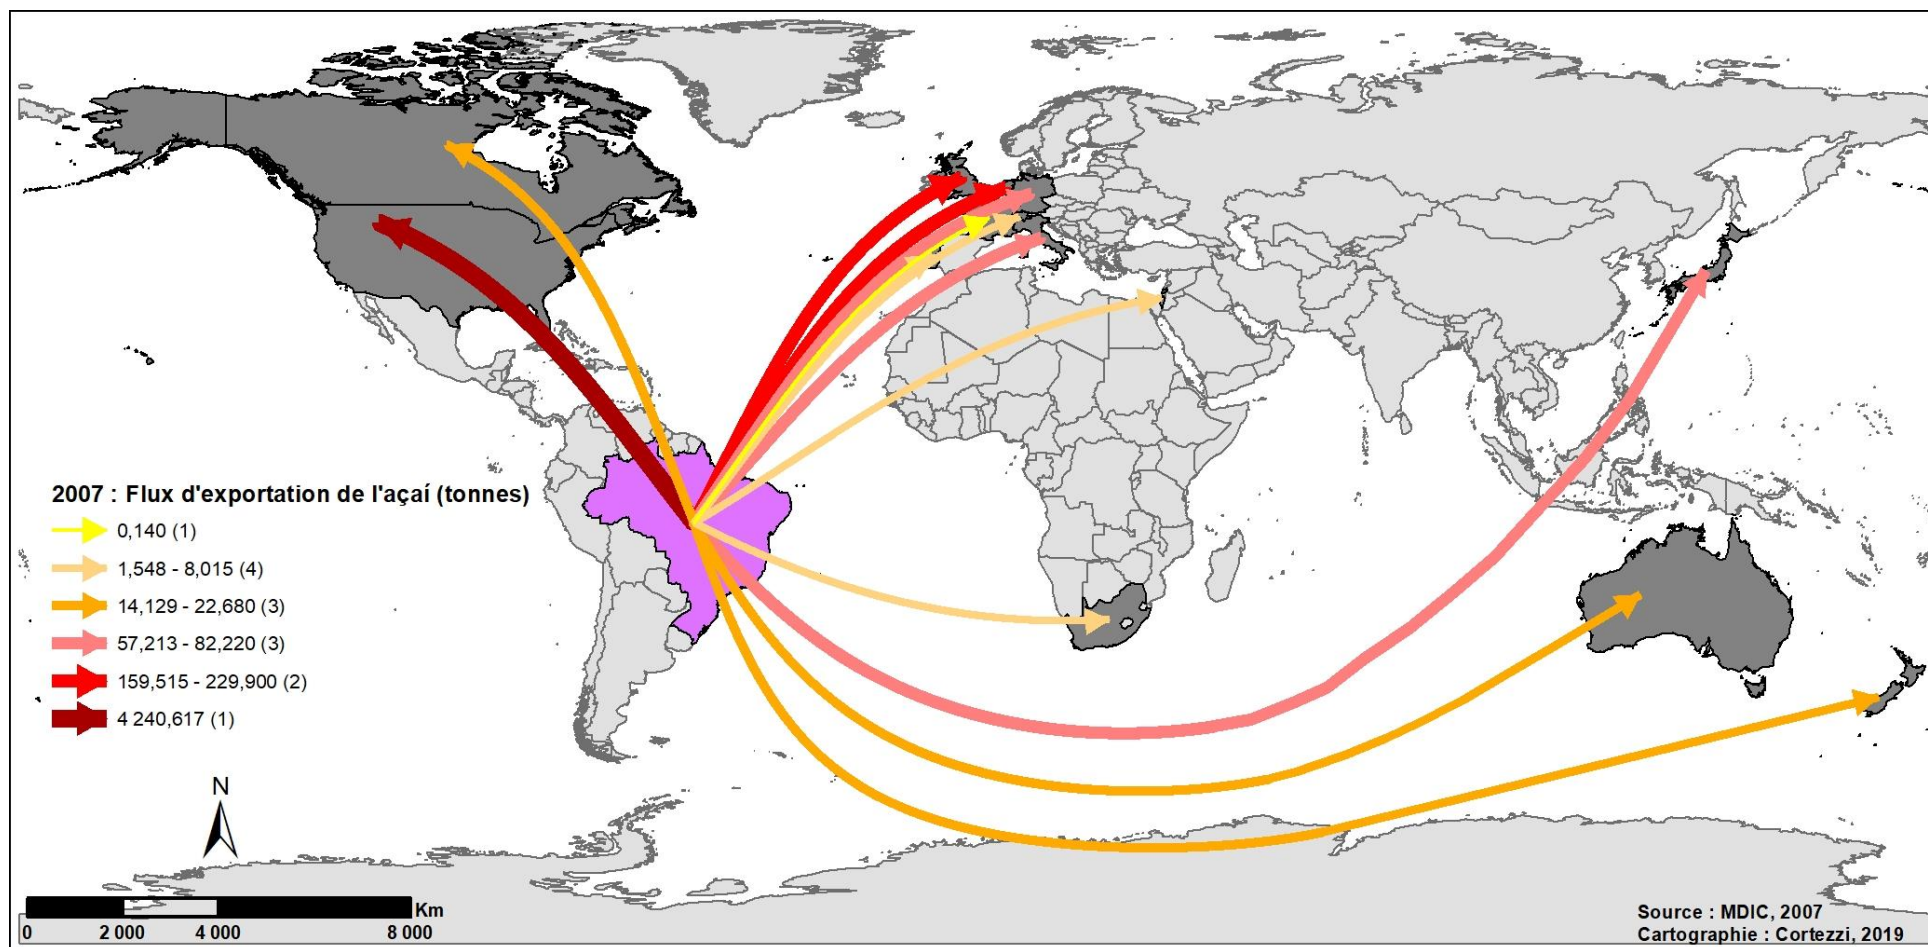 2007 : Flux d'exportation de l'açaí (tonnes)
0,140 (1)
1,548 - 8,015 (4)
14,129 - 22,680 (3)
57,213 - 82,220 (3)
159,515 - 229,900 (2)
4 240,617 (1)
N
Km
0 2 000 4 000 8 000
Source : MDIC, 2007
Cartographie : Cortezzi, 2019